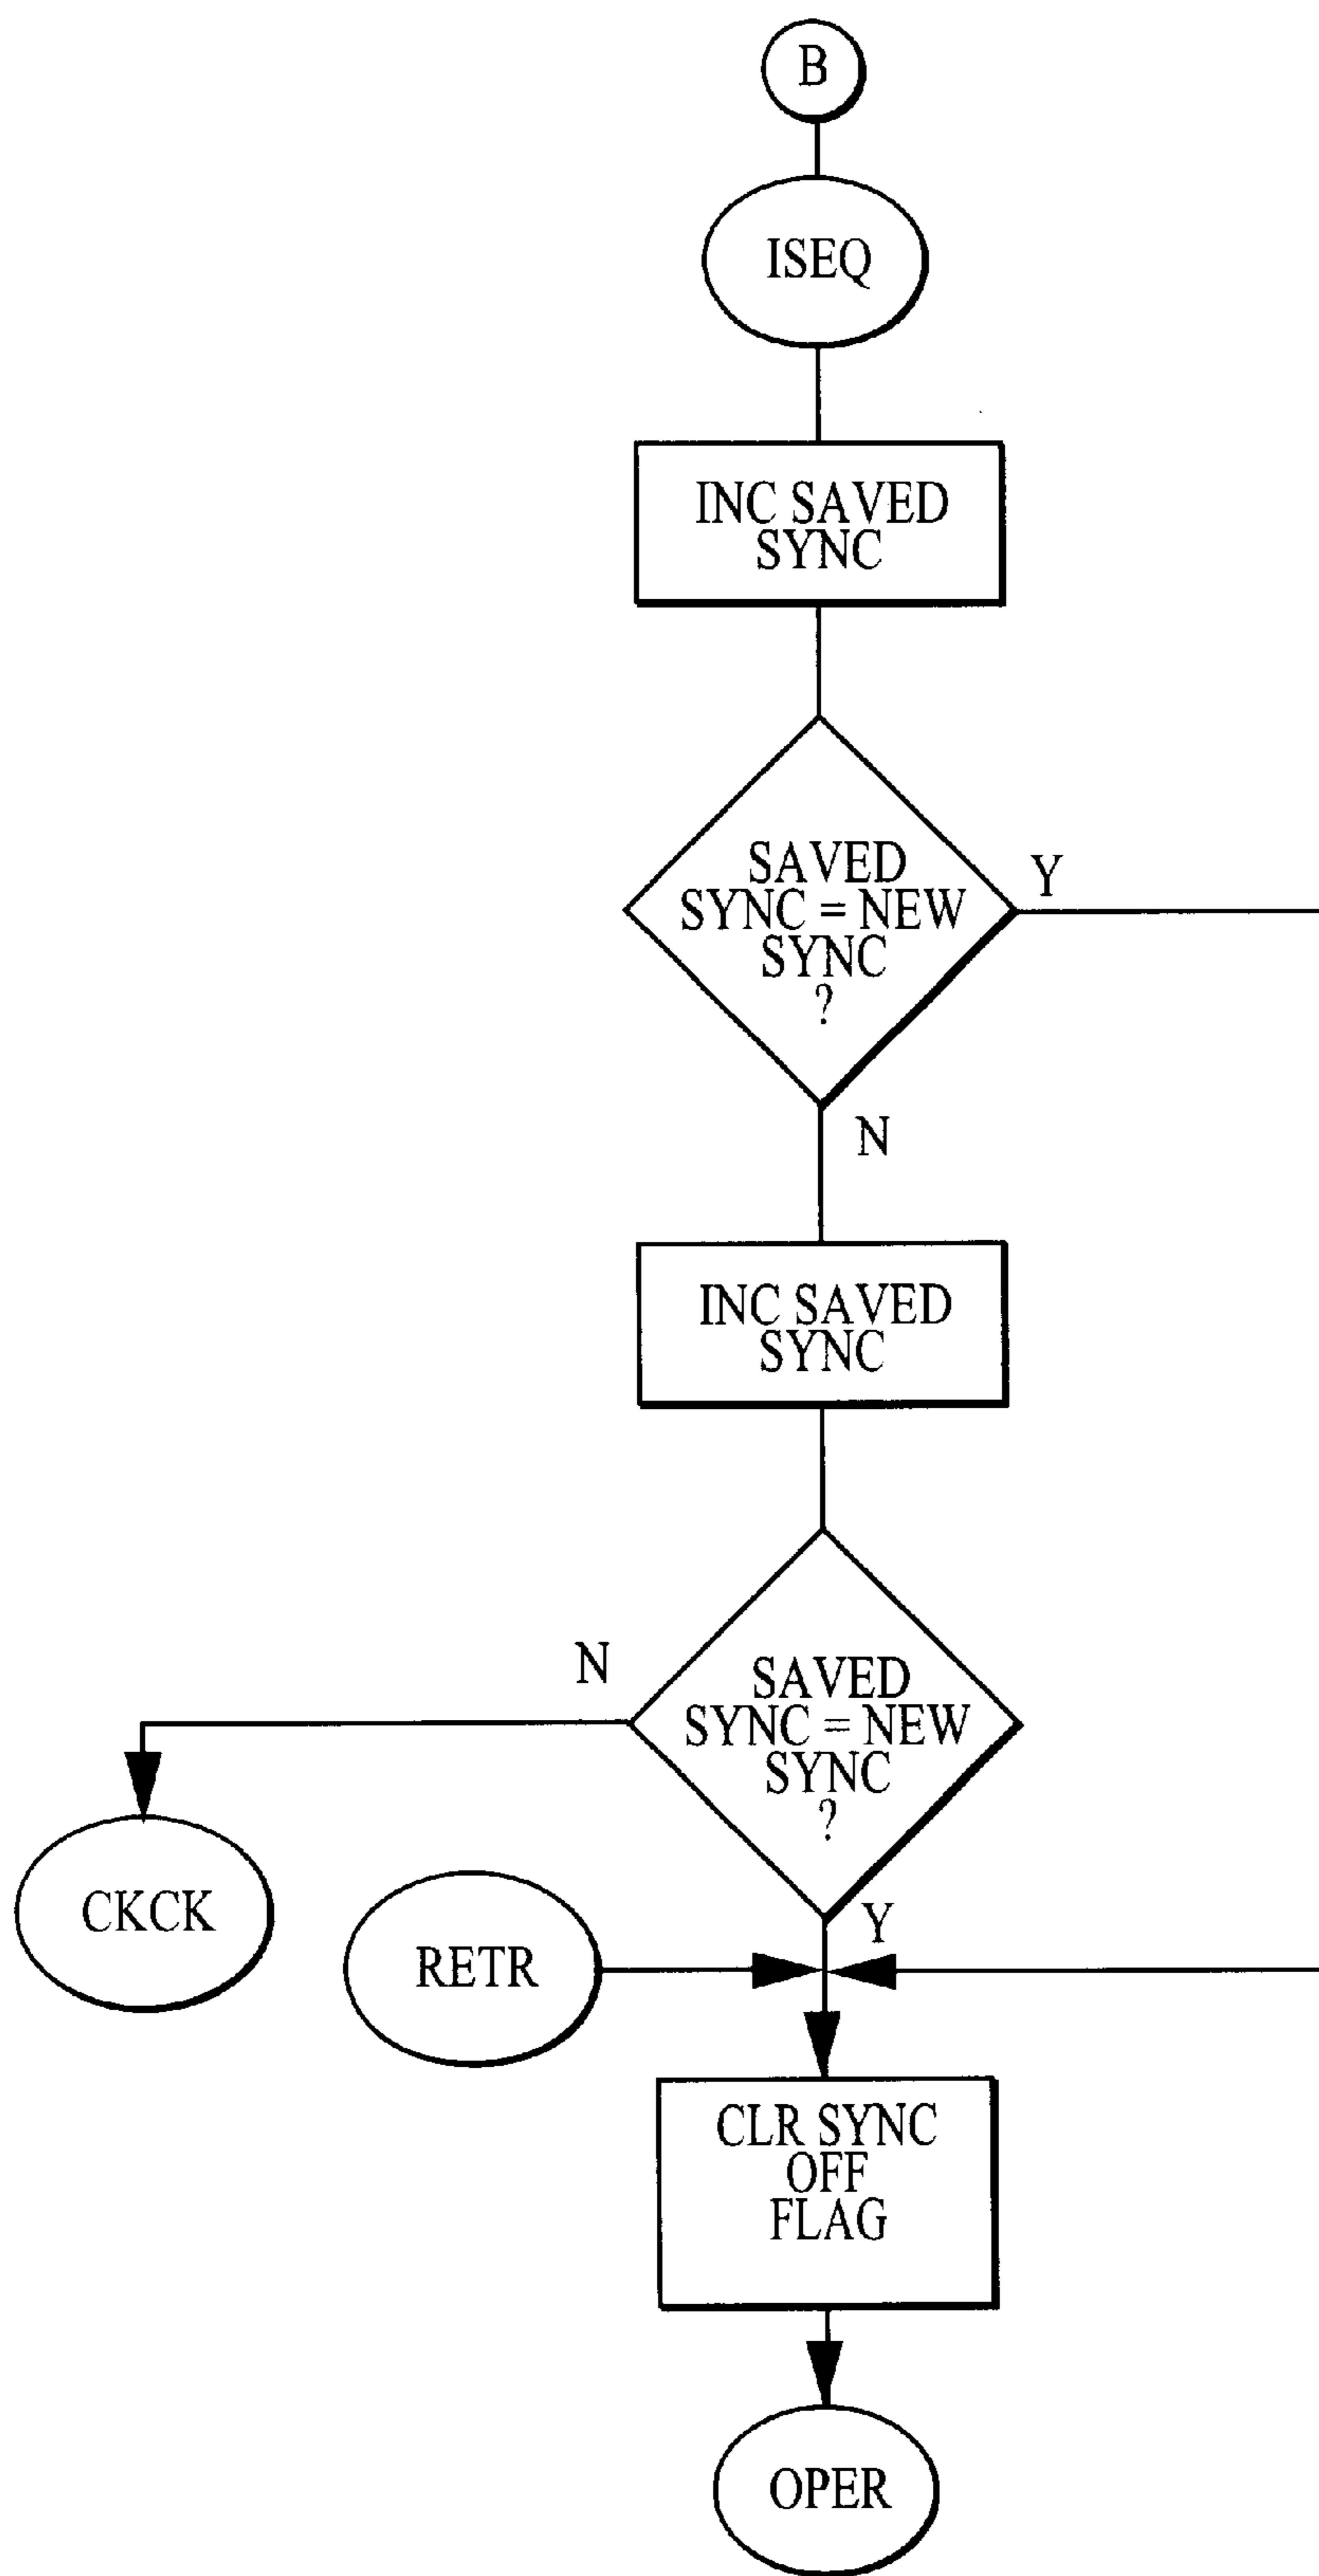 B
ISEQ
INC SAVED
SYNC
SAVED
SYNC = NEW
SYNC
?
Y
N
INC SAVED
SYNC
N
SAVED
SYNC = NEW
SYNC
?
CKCK
RETR
Y
CLR SYNC
OFF
FLAG
OPER